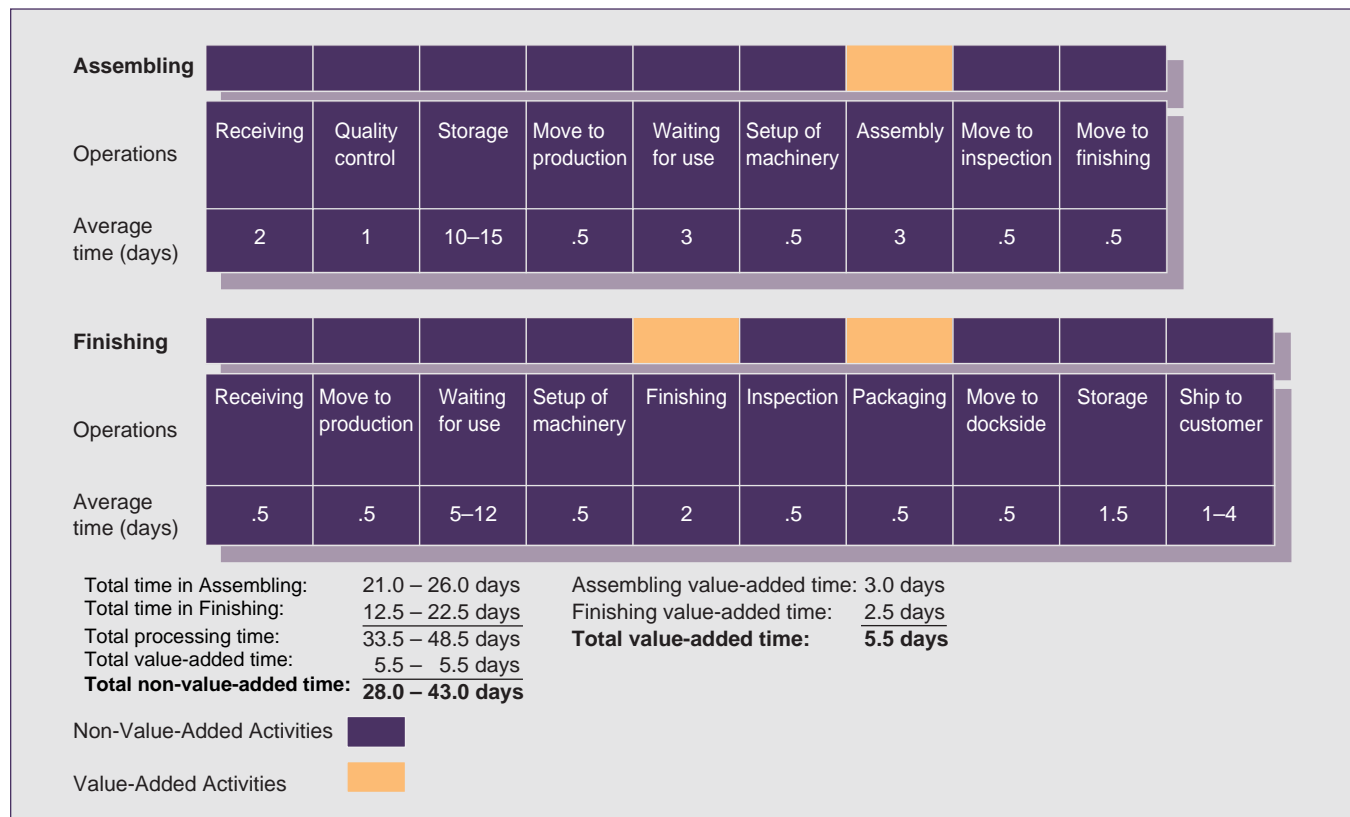 Assembling
Operations
Receiving
Quality
control
Storage
Move to
production
Waiting
for use
Setup of
machinery
Assembly
Move to
inspection
Move to
finishing
Average
time (days)
2
1
10–15
.5
3
.5
3
.5
.5
Finishing
Operations
Receiving
Move to
production
Waiting
for use
Setup of
machinery
Finishing
Inspection
Packaging
Move to
dockside
Storage
Ship to
customer
Average
time (days)
.5
.5
5–12
.5
2
.5
.5
.5
1.5
1–4
Total time in Assembling: 21.0 – 26.0 days
Total time in Finishing: 12.5 – 22.5 days
Total processing time: 33.5 – 48.5 days
Total value-added time: 5.5 – 5.5 days
Total non-value-added time: 28.0 – 43.0 days
Assembling value-added time: 3.0 days
Finishing value-added time: 2.5 days
Total value-added time: 5.5 days
Non-Value-Added Activities
Value-Added Activities